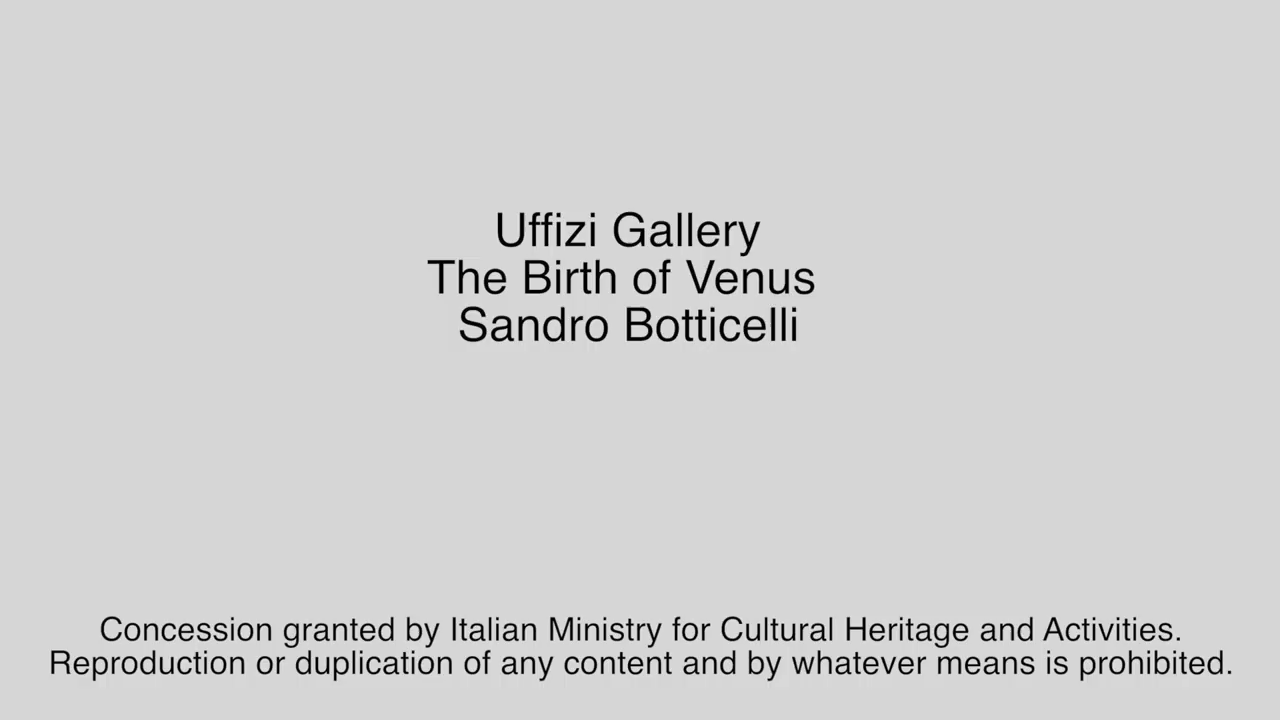 Uffizi Gallery
The Birth of Venus
Sandro Botticelli
Concession granted by Italian Ministry for Cultural Heritage and Activities.
Reproduction or duplication of any content and by whatever means is prohibited.